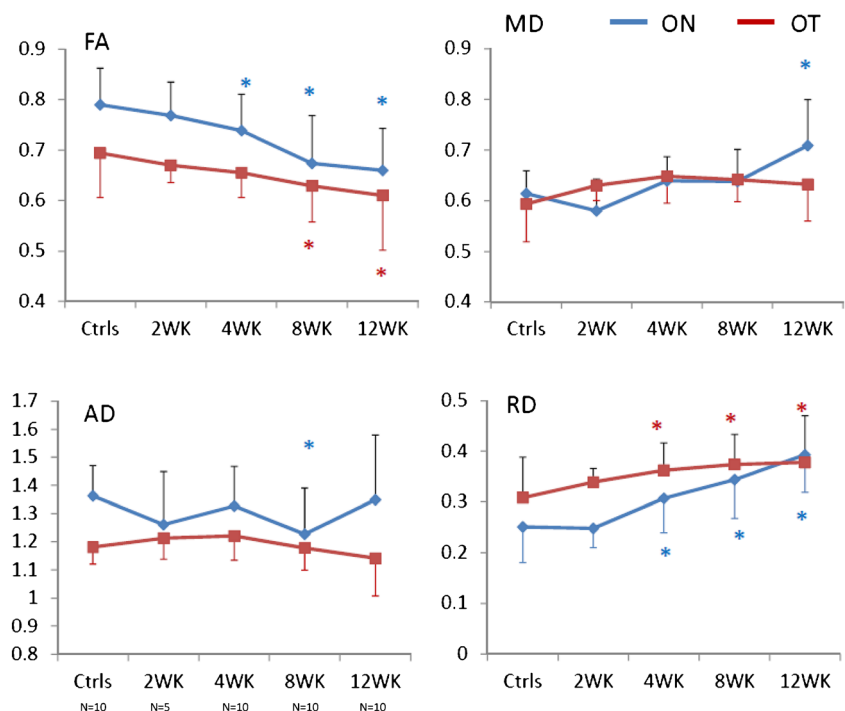 FA
MD
ON
OT
0.9
0.8
0.7
0.6
0.5
0.4
*
*
*
*
*
Ctrls 2WK 4WK 8WK 12WK
0.9
0.8
0.7
0.6
0.5
0.4
*
Ctrls 2WK 4WK 8WK 12WK
AD
1.7
1.6
1.5
1.4
1.3
1.2
1.1
1
0.9
0.8
*
Ctrls 2WK 4WK 8WK 12WK
N=10 N=5 N=10 N=10 N=10
RD
0.5
0.4
0.3
0.2
0.1
0
* * *
* * *
Ctrls 2WK 4WK 8WK 12WK